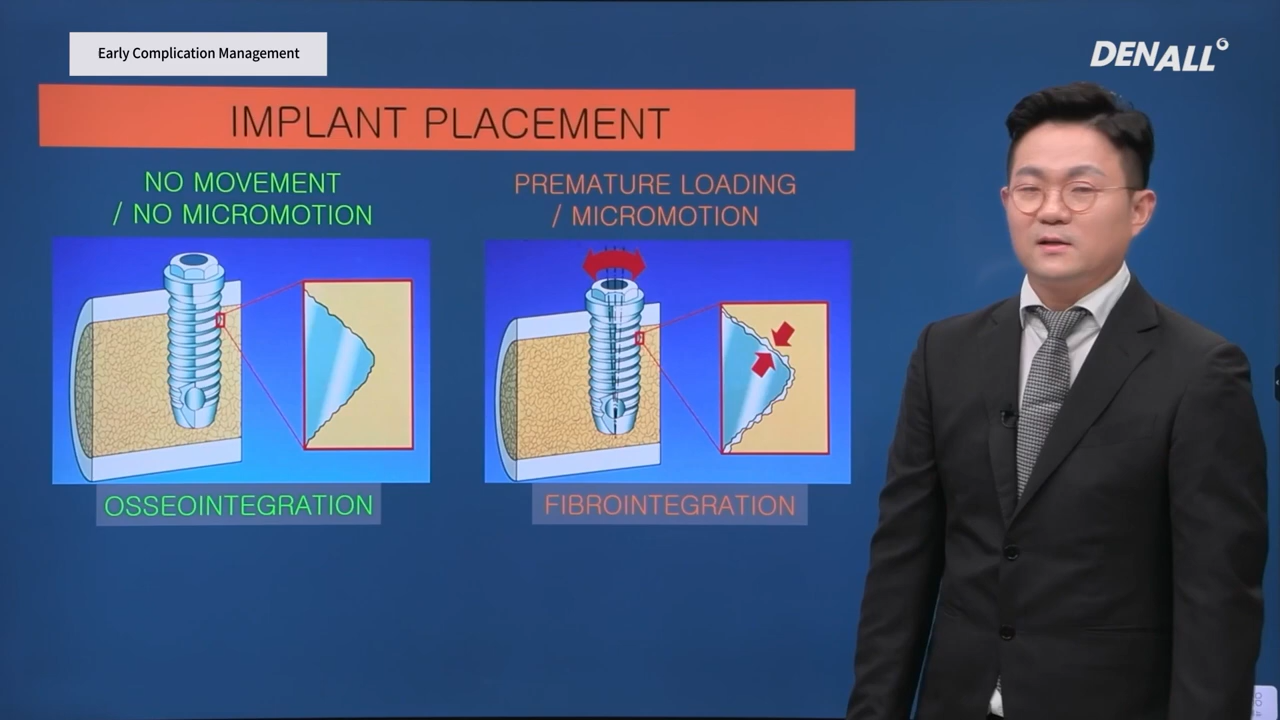 Early Complication Management
DENALL
IMPLANT PLACEMENT
NO MOVEMENT
/ NO MICROMOTION
PREMATURE LOADING
/ MICROMOTION
OSSEOINTEGRATION
FIBROINTEGRATION